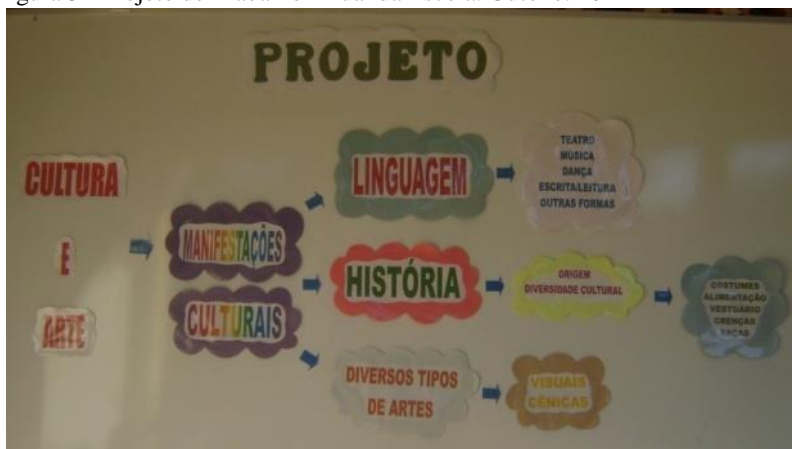 PROJETO
CULTURA
E
ARTE
MANIFESTAÇÕES
CULTURAIS
LINGUAGEM
TEATRO
MÚSICA
DANÇA
ESCRITA/LEITURA
OUTRAS FORMAS
HISTÓRIA
ORIGEM
DIVERSIDADE CULTURAL
COSTUMES
ALIMENTAÇÃO
VESTUÁRIO
CRENÇAS
RAÇAS
DIVERSOS TIPOS
DE ARTES
VISUAIS
CÊNICAS